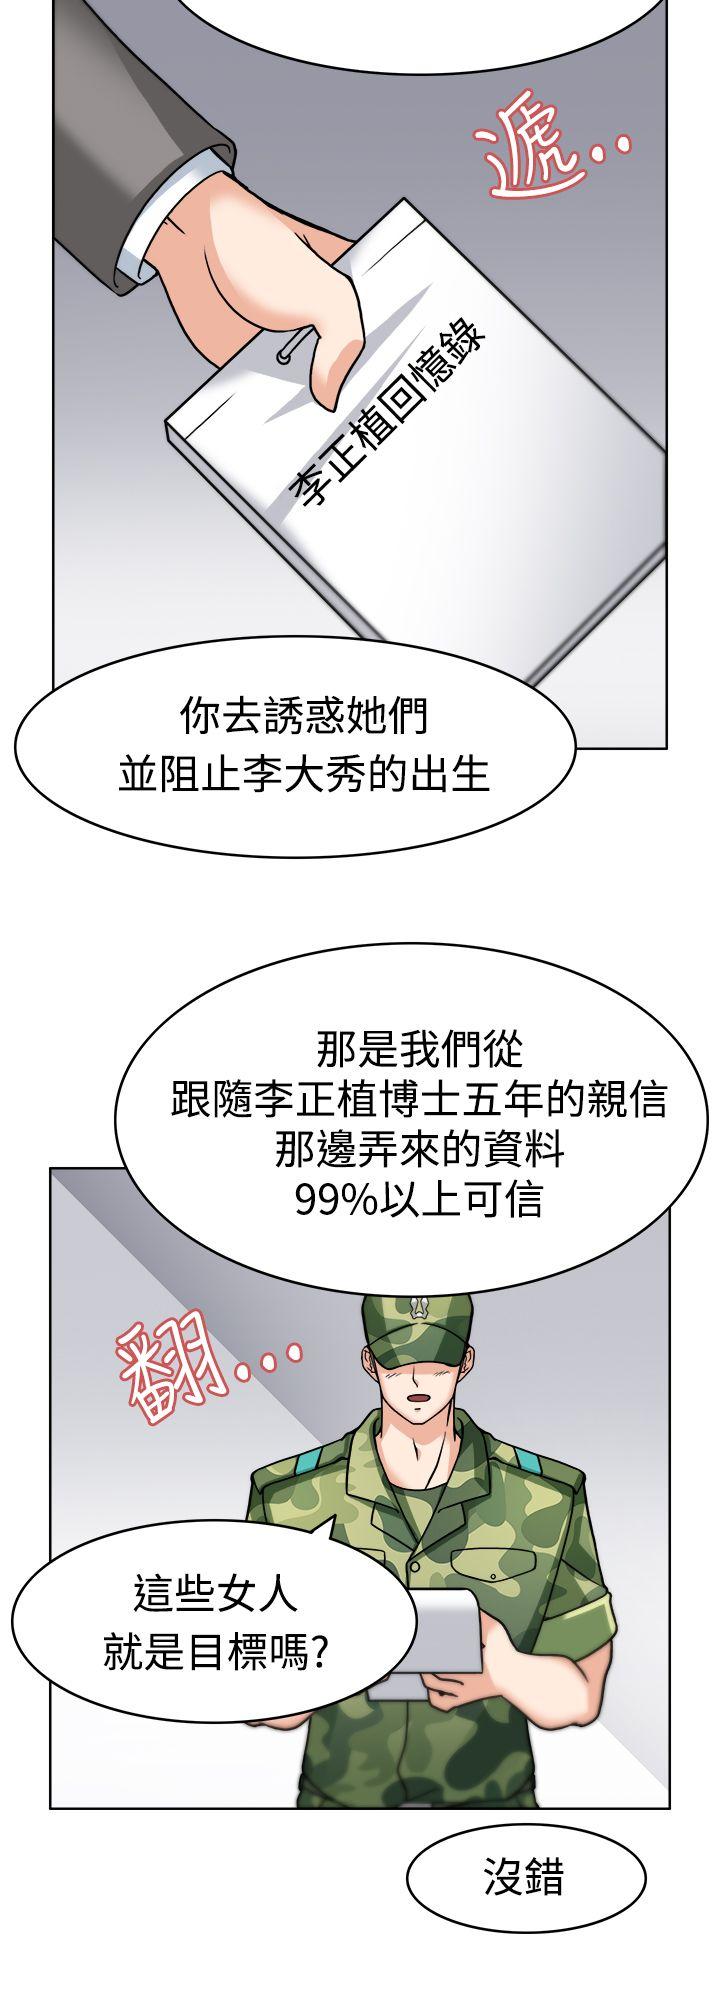 遞..
李正植回憶錄
你去誘惑她們
並阻止李大秀的出生
那是我們從
跟隨李正植博士五年的親信
那邊弄來的資料
99%以上可信
翻...
這些女人
就是目標嗎?
沒錯